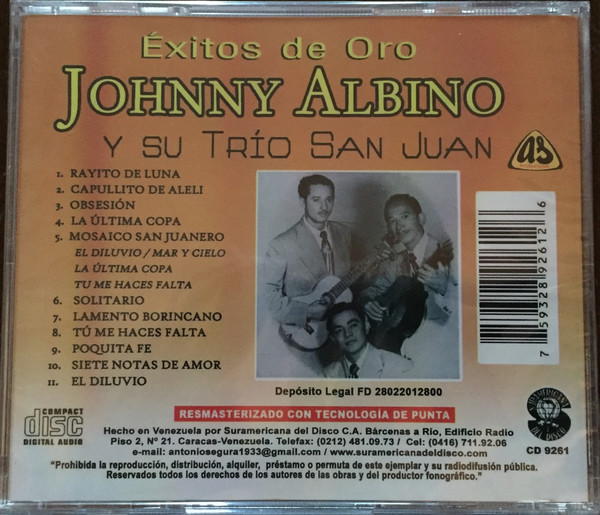 Éxitos de Oro
JOHNNY ALBINO
Y SU TRÍO SAN JUAN
as
1. RAYITO DE LUNA
2. CAPULLITO DE ALELI
3. OBSESIÓN
4. LA ÚLTIMA COPA
5. MOSAICO SAN JUANERO
EL DILUVIO / MAR Y CIELO
LA ÚLTIMA COPA
TU ME HACES FALTA
6. SOLITARIO
7. LAMENTO BORINCANO
8. TÚ ME HACES FALTA
9. POQUITA FE
10. SIETE NOTAS DE AMOR
11. EL DILUVIO
7 59328 92612 6
Depósito Legal FD 28022012800
RESMASTERIZADO CON TECNOLOGÍA DE PUNTA
COMPACT
disc
DIGITAL AUDIO
Hecho en Venezuela por Suramericana del Disco C.A. Bárcenas a Río, Edificio Radio
Piso 2, Nº 21. Caracas-Venezuela. Telefax: (0212) 481.09.73 / Cel: (0416) 711.92.06
e-mail: antoniosegura1933@gmail.com / www.suramericanadeldisco.com
"Prohibida la reproducción, distribución, alquiler, préstamo o permuta de este ejemplar y su radiodifusión pública.
Reservados todos los derechos de los autores de las obras y del productor fonográfico."
SURAMERICANA
DEL DISCO
CD 9261